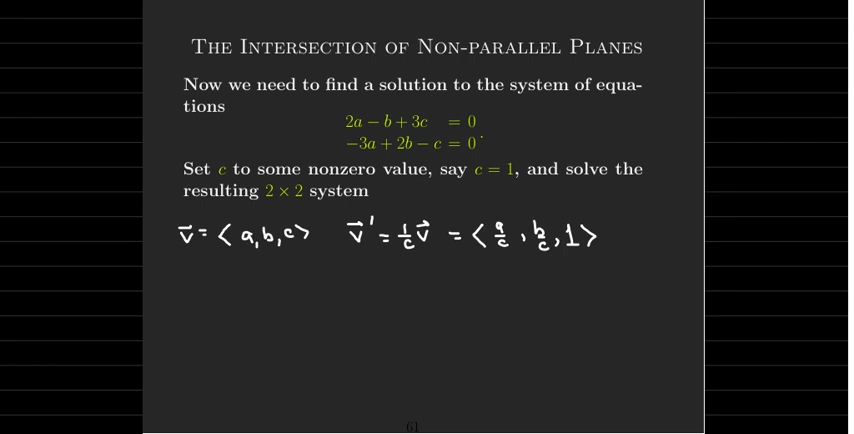 The Intersection of Non-parallel Planes
Now we need to find a solution to the system of equa-
tions
2a − b + 3c = 0
−3a + 2b − c = 0.
Set c to some nonzero value, say c = 1, and solve the
resulting 2 × 2 system
v⃗ = < a, b, c >   v⃗' = 1/c v⃗ = < a/c, b/c, 1 >
61